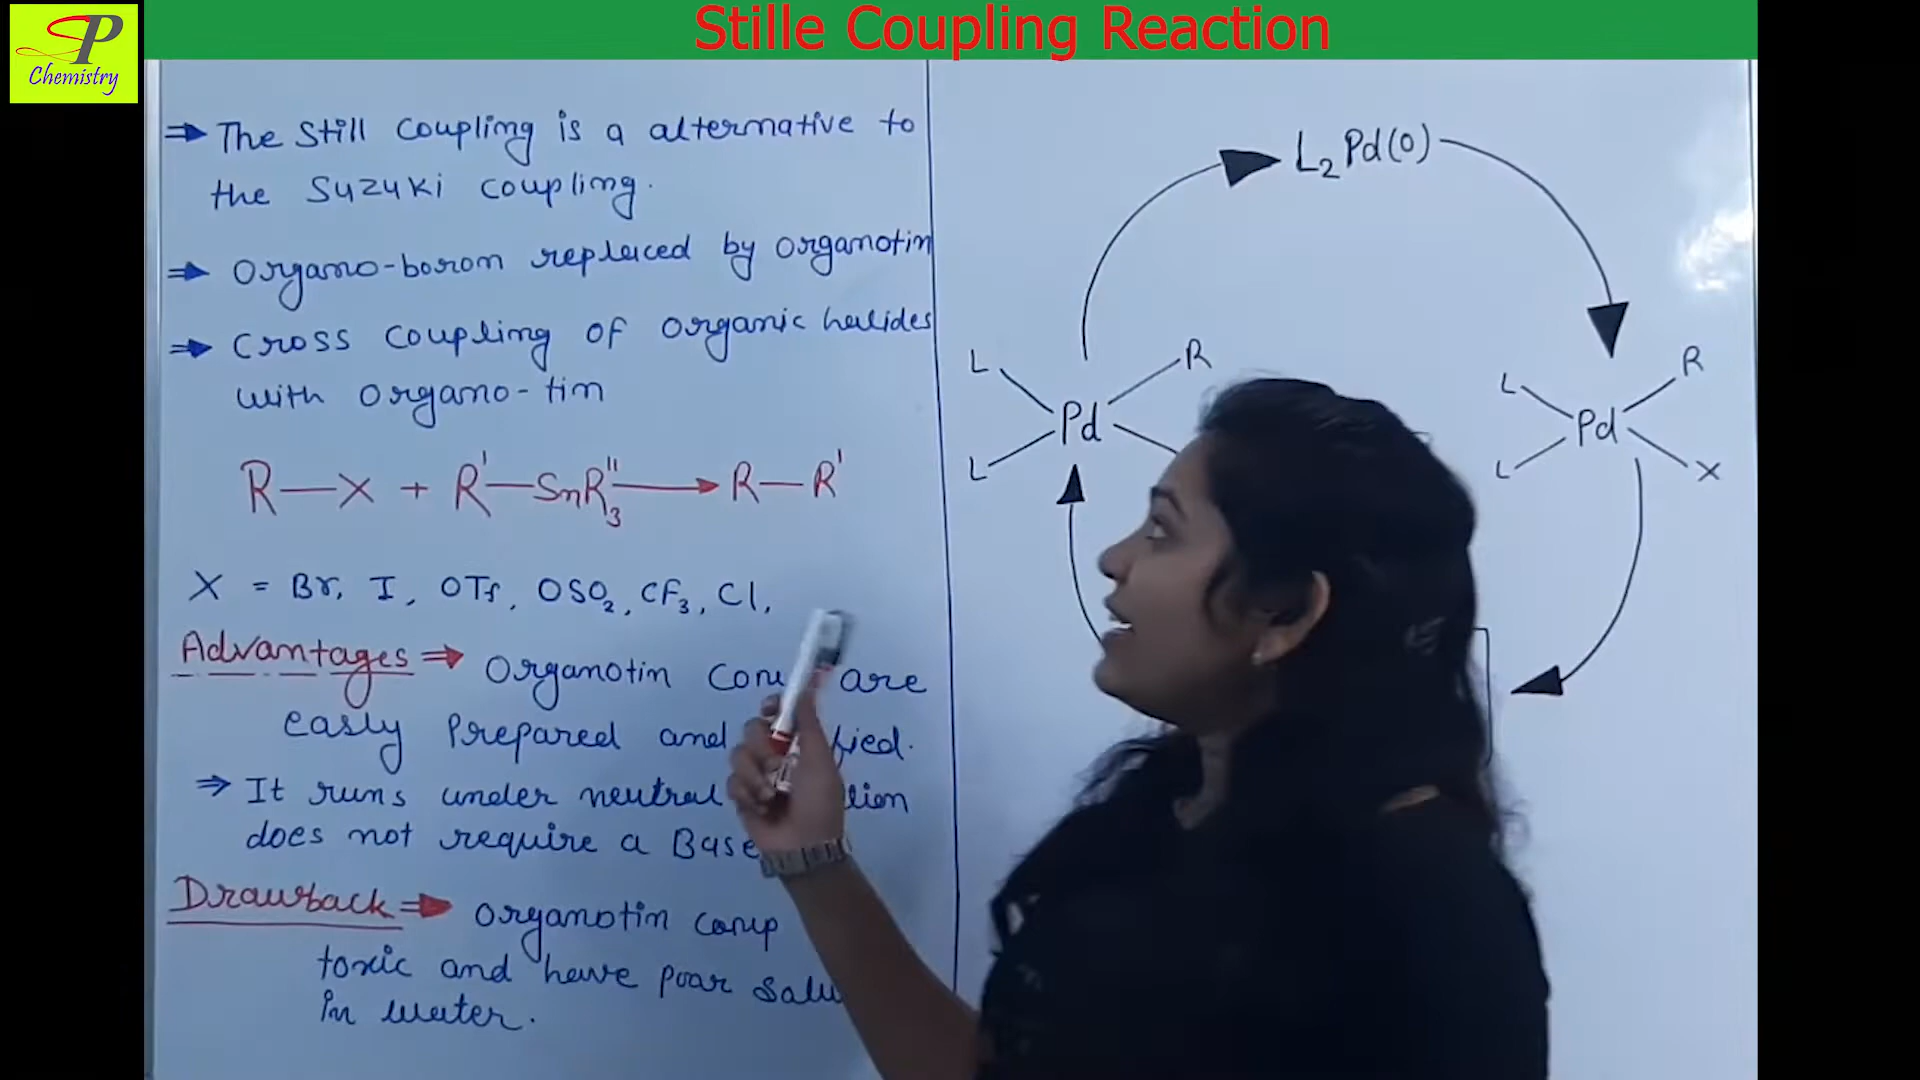 Stille Coupling Reaction
SP
Chemistry
⇒ The Still Coupling is a alternative to
the Suzuki coupling.
⇒ Organo-boron replaced by organotin
⇒ Cross Coupling of organic halides
with organo-tin
R—X + R'—SnR''3 → R—R'
X = Br, I, OTf, OSO2, CF3, Cl,
Advantages ⇒ Organotin are
easly Prepared and
⇒ It runs under neutral
does not require a Base
Drawback ⇒ Organotin comp
toxic and have poor
in water.
L2Pd(0)
L R
Pd
L
L R
Pd
L X